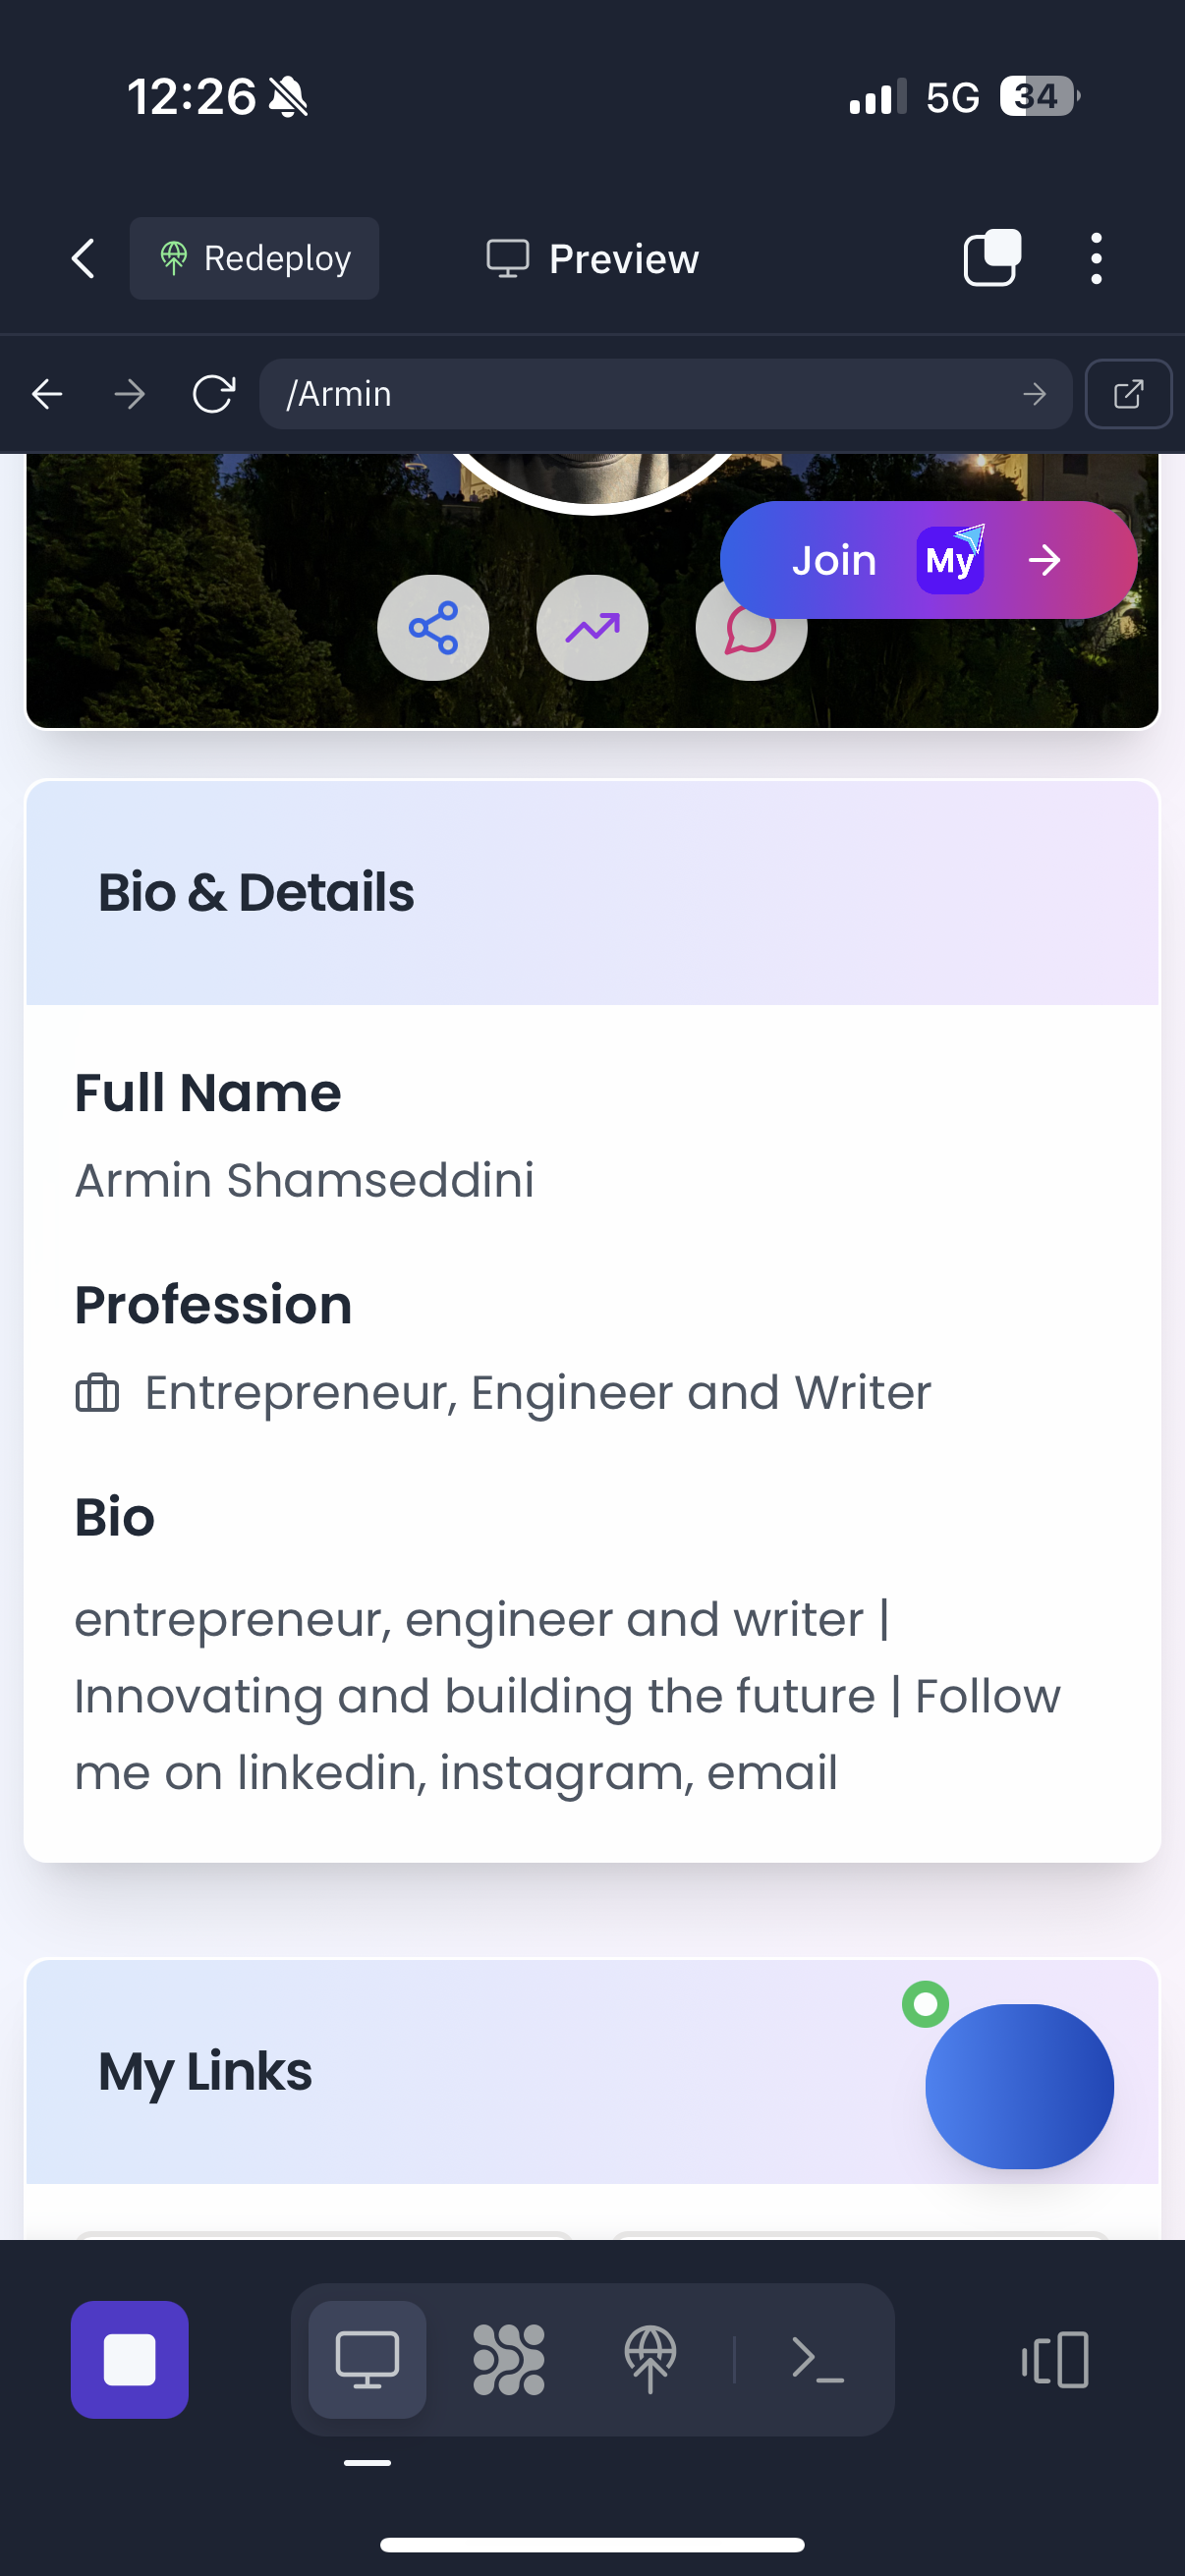 12:26 5G 34
Redeploy Preview
/Armin
Join My
Bio & Details
Full Name
Armin Shamseddini
Profession
Entrepreneur, Engineer and Writer
Bio
entrepreneur, engineer and writer |
Innovating and building the future | Follow
me on linkedin, instagram, email
My Links